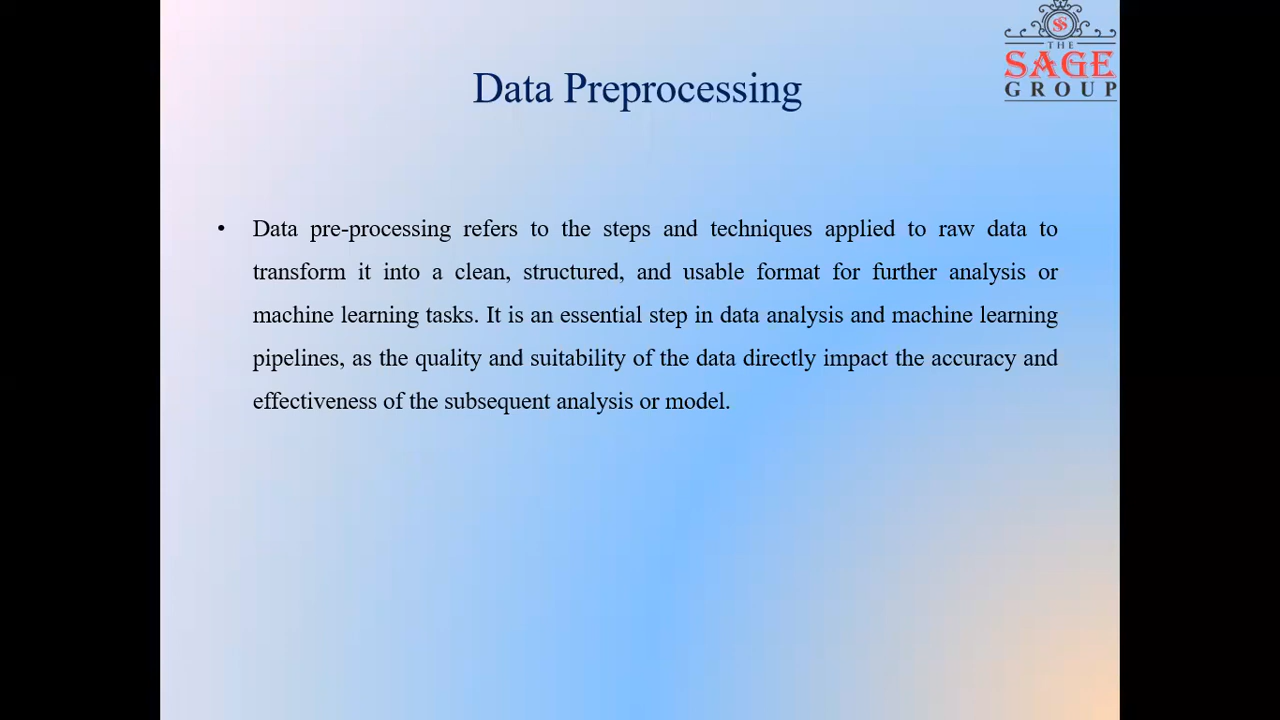 THE
SAGE
GROUP
Data Preprocessing
• Data pre-processing refers to the steps and techniques applied to raw data to
transform it into a clean, structured, and usable format for further analysis or
machine learning tasks. It is an essential step in data analysis and machine learning
pipelines, as the quality and suitability of the data directly impact the accuracy and
effectiveness of the subsequent analysis or model.